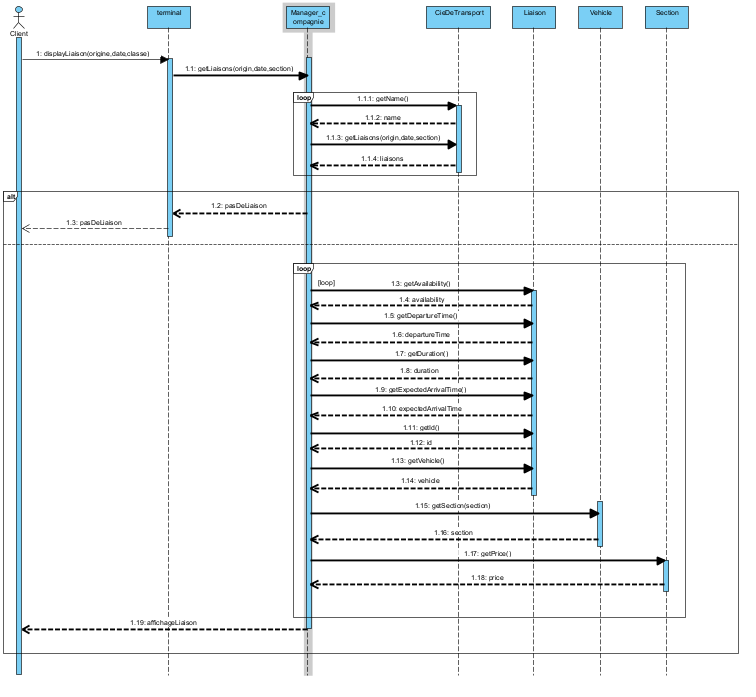 terminal
Manager_c
ompagnie
CieDeTransport
Liaison
Vehicle
Section
Client
1: displayLiaison(origine,date,classe)
1.1: getLiaisons(origin,date,section)
loop
1.1.1: getName()
1.1.2: name
1.1.3: getLiaisons(origin,date,section)
1.1.4: liaisons
alt
1.2: pasDeLiaison
1.3: pasDeLiaison
loop
[loop]
1.3: getAvailability()
1.4: availability
1.5: getDepartureTime()
1.6: departureTime
1.7: getDuration()
1.8: duration
1.9: getExpectedArrivalTime()
1.10: expectedArrivalTime
1.11: getId()
1.12: id
1.13: getVehicle()
1.14: vehicle
1.15: getSection(section)
1.16: section
1.17: getPrice()
1.18: price
1.19: affichageLiaison